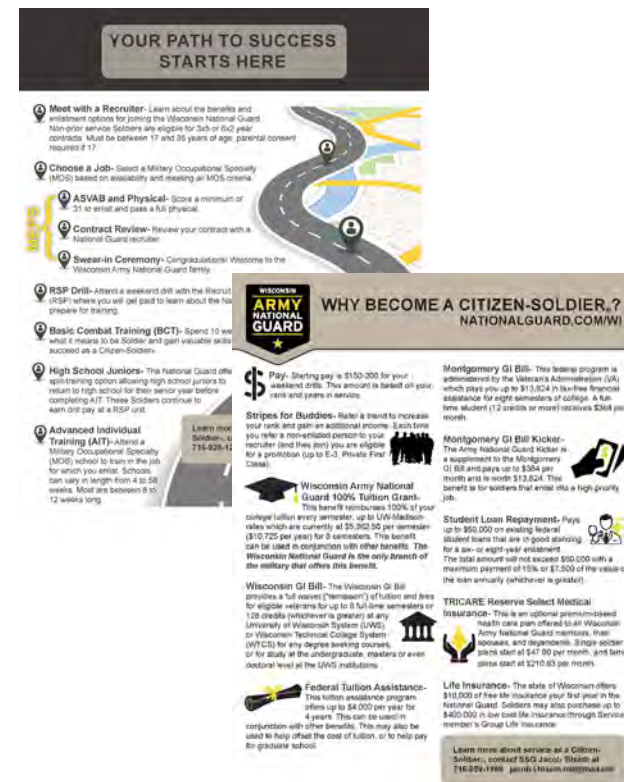 YOUR PATH TO SUCCESS
STARTS HERE
Meet with a Recruiter- Learn about the benefits and
enlistment options for joining the Wisconsin National Guard.
Non-prior service Soldiers are eligible for 3x5 or 6x2 year
contracts. Must be between 17 and 35 years of age, parental consent
required if 17.
Choose a Job- Select a Military Occupational Specialty
(MOS) based on availability and meeting all MOS criteria.
MEPS
ASVAB and Physical- Score a minimum of
31 to enlist and pass a full physical.
Contract Review- Review your contract with a
National Guard recruiter.
Swear-in Ceremony- Congradulations! Welcome to the
Wisconsin Army National Guard family.
RSP Drill- Attend a weekend drill with the Recruit
(RSP) where you will get paid to learn about the Na
prepare for training.
Basic Combat Training (BCT)- Spend 10 we
what it means to be Soldier and gain valuable skills
succeed as a Citizen-Soldier.
High School Juniors- The National Guard offe
split-training option allowing high school juniors to
return to high school for their senior year before
completing AIT. These Soldiers continue to
earn drill pay at a RSP unit.
Advanced Individual
Training (AIT)- Attend a
Military Occupational Specialty
(MOS) school to train in the job
for which you enlist. Schools
can vary in length from 4 to 58
weeks. Most are between 8 to
12 weeks long.
Learn mor
Soldier, c
WISCONSIN
ARMY
NATIONAL
GUARD
WHY BECOME A CITIZEN-SOLDIER®?
NATIONALGUARD.COM/WI
Pay- Starting pay is $150-200 for your
weekend drills. This amount is based on your
rank and years in service.
Stripes for Buddies- Refer a friend to increase
your rank and gain an additional income. Each time
you refer a non-enlisted person to your
recruiter (and they join) you are eligible
for a promotion (up to E-3, Private First
Class).
Wisconsin Army National
Guard 100% Tuition Grant-
This benefit reimburses 100% of your
college tuition every semester, up to UW-Madison
rates which are currently at $5,362.50 per semester
($10,725 per year) for 8 semesters. This benefit
can be used in conjunction with other benefits. The
Wisconsin National Guard is the only branch of
the military that offers this benefit.
Wisconsin GI Bill- The Wisconsin GI Bill
provides a full waiver ("remission") of tuition and fees
for eligible veterans for up to 8 full-time semesters or
128 credits (whichever is greater) at any
University of Wisconsin System (UWS)
or Wisconsin Technical College System
(WTCS) for any degree seeking courses,
or for study at the undergraduate, masters or even
doctoral level at the UWS institutions.
Federal Tuition Assistance-
This tuition assistance program
offers up to $4,000 per year for
4 years. This can be used in
conjunction with other benefits. This may also be
used to help offset the cost of tuition, or to help pay
for graduate school.
Montgomery GI Bill- This federal program is
administered by the Veteran's Administration (VA)
which pays you up to $13,824 in tax-free financial
assistance for eight semesters of college. A full-
time student (12 credits or more) receives $384 per
month.
Montgomery GI Bill Kicker-
The Army National Guard Kicker is
a supplement to the Montgomery
GI Bill and pays up to $384 per
month and is worth $13,824. This
benefit is for soldiers that enlist into a high priority
job.
Student Loan Repayment- Pays
up to $50,000 on existing federal
student loans that are in good standing
for a six- or eight-year enlistment.
The total amount will not exceed $50,000 with a
maximum payment of 15% or $7,500 of the value of
the loan annually (whichever is greater).
TRICARE Reserve Select Medical
Insurance- This is an optional premium-based
health care plan offered to all Wisconsin
Army National Guard members, their
spouses, and dependents. Single soldier
plans start at $47.90 per month, and family
plans start at $210.83 per month.
Life Insurance- The state of Wisconsin offers
$10,000 of free life insurance your first year in the
National Guard. Soldiers may also purchase up to
$400,000 in low cost life insurance through Service
member's Group Life Insurance.
Learn more about service as a Citizen-
Soldier, contact SSG Jacob